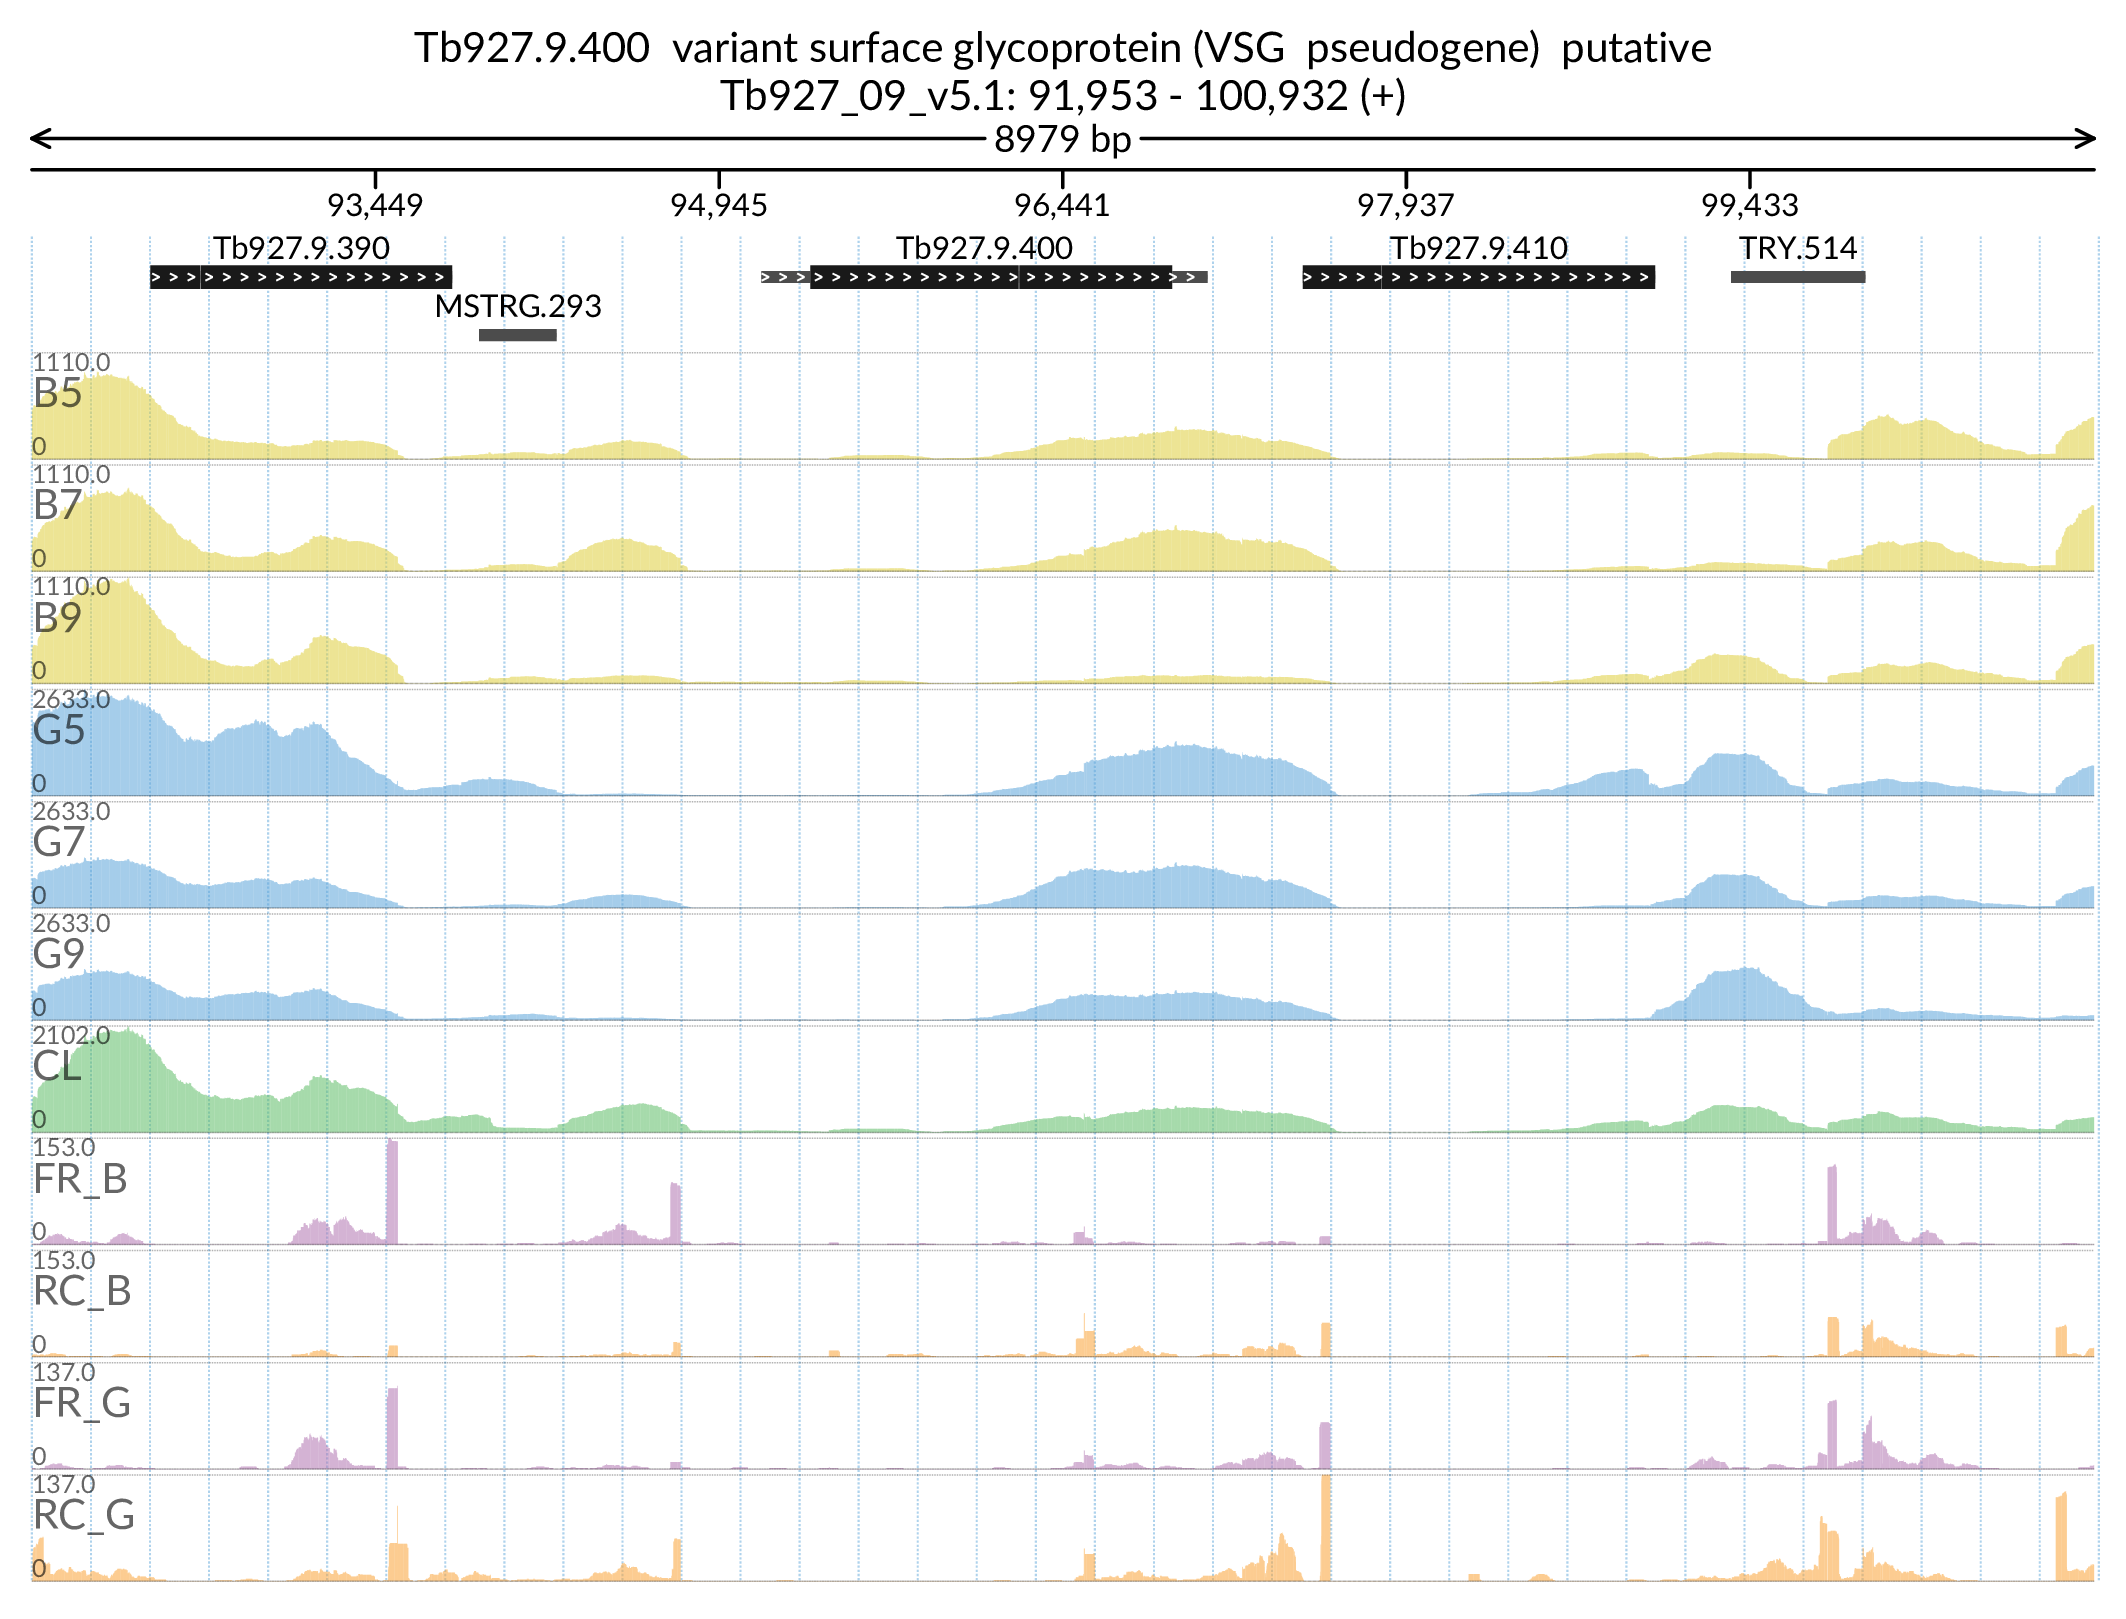 Tb927.9.400 variant surface glycoprotein (VSG pseudogene) putative
Tb927_09_v5.1: 91,953 - 100,932 (+)
8979 bp
93,449 94,945 96,441 97,937 99,433
Tb927.9.390 Tb927.9.400 Tb927.9.410 TRY.514
MSTRG.293
1110.0
B5
0
1110.0
B7
0
1110.0
B9
0
2633.0
G5
0
2633.0
G7
0
2633.0
G9
0
2102.0
CL
0
153.0
FR_B
0
153.0
RC_B
0
137.0
FR_G
0
137.0
RC_G
0